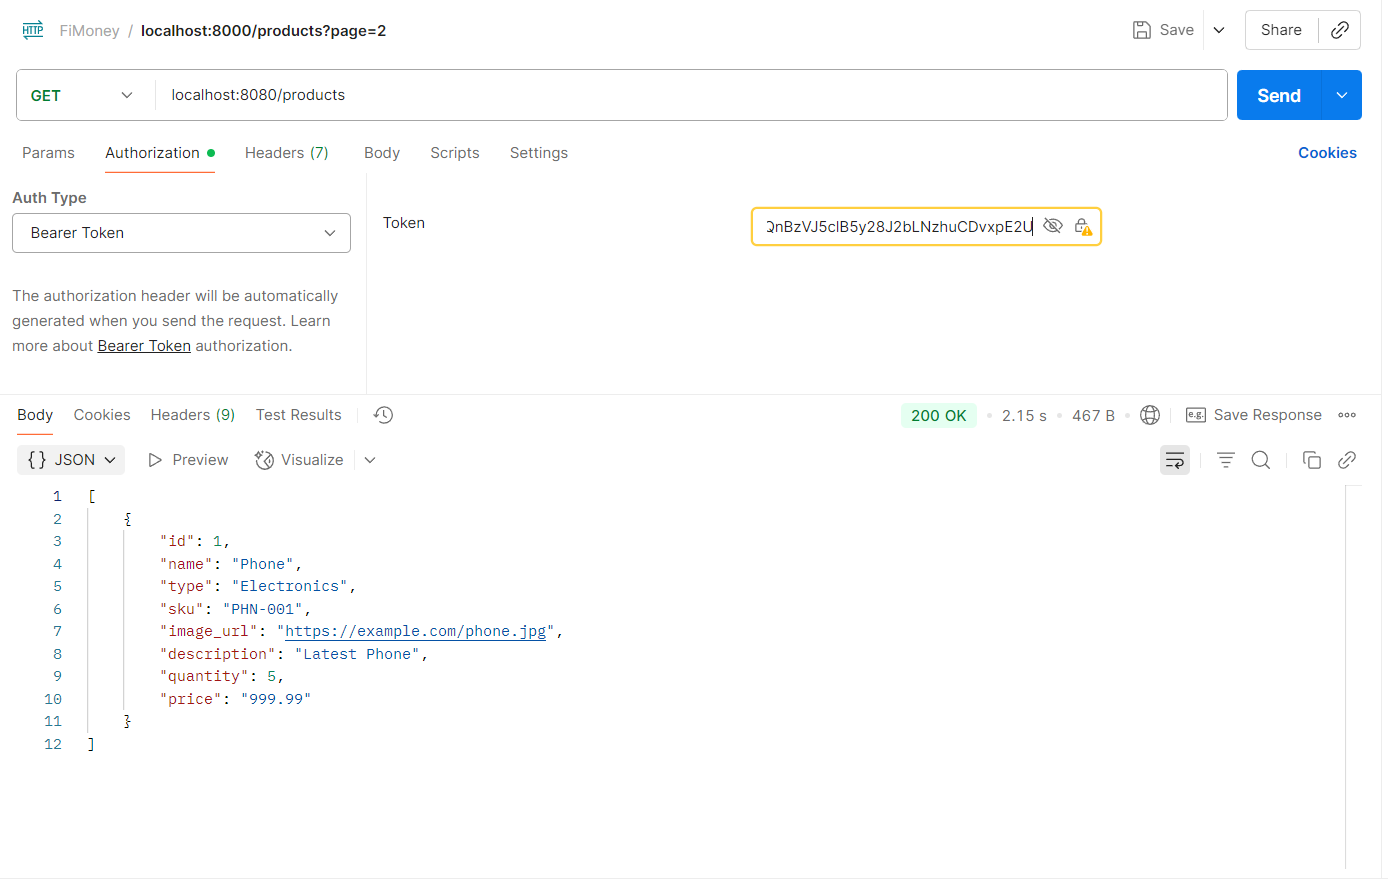 HTTP FiMoney / localhost:8000/products?page=2 Save Share
GET localhost:8080/products Send
Params Authorization Headers (7) Body Scripts Settings Cookies
Auth Type
Bearer Token
Token
QnBzVJ5clB5y28J2bLNzhuCDvxpE2U
The authorization header will be automatically
generated when you send the request. Learn
more about Bearer Token authorization.
Body Cookies Headers (9) Test Results 200 OK 2.15 s 467 B e.g. Save Response
{} JSON Preview Visualize
1 [
2 {
3 "id": 1,
4 "name": "Phone",
5 "type": "Electronics",
6 "sku": "PHN-001",
7 "image_url": "https://example.com/phone.jpg",
8 "description": "Latest Phone",
9 "quantity": 5,
10 "price": "999.99"
11 }
12 ]